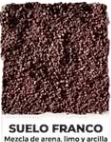 SUELO FRANCO
Mezcla de arena, limo y arcilla